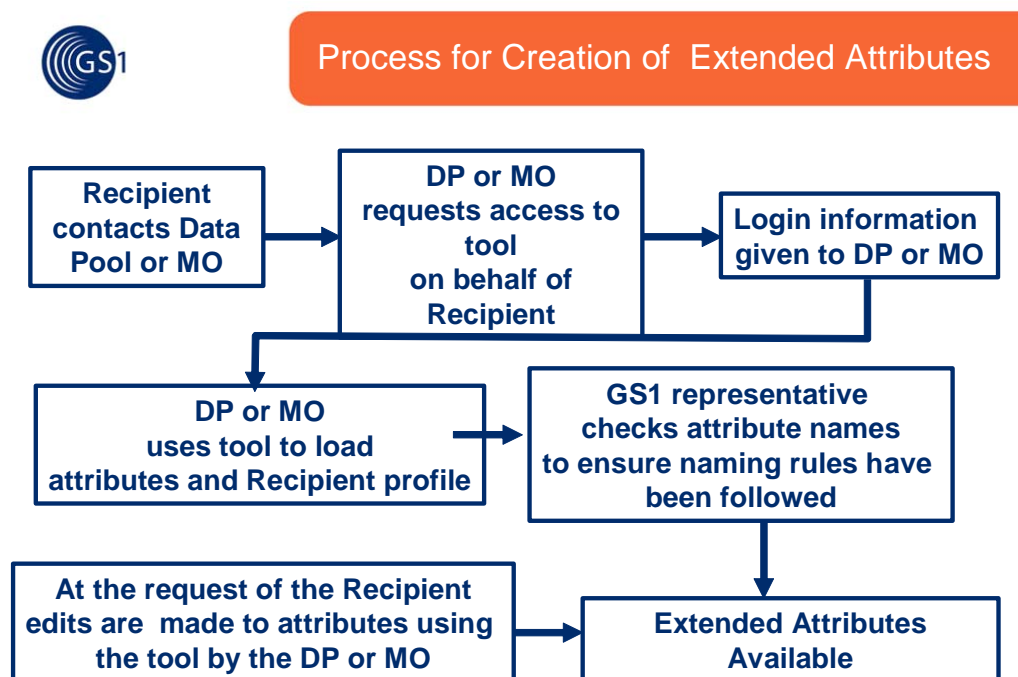 GS1
Process for Creation of Extended Attributes
Recipient
contacts Data
Pool or MO
DP or MO
requests access to
tool
on behalf of
Recipient
Login information
given to DP or MO
DP or MO
uses tool to load
attributes and Recipient profile
GS1 representative
checks attribute names
to ensure naming rules have
been followed
At the request of the Recipient
edits are made to attributes using
the tool by the DP or MO
Extended Attributes
Available